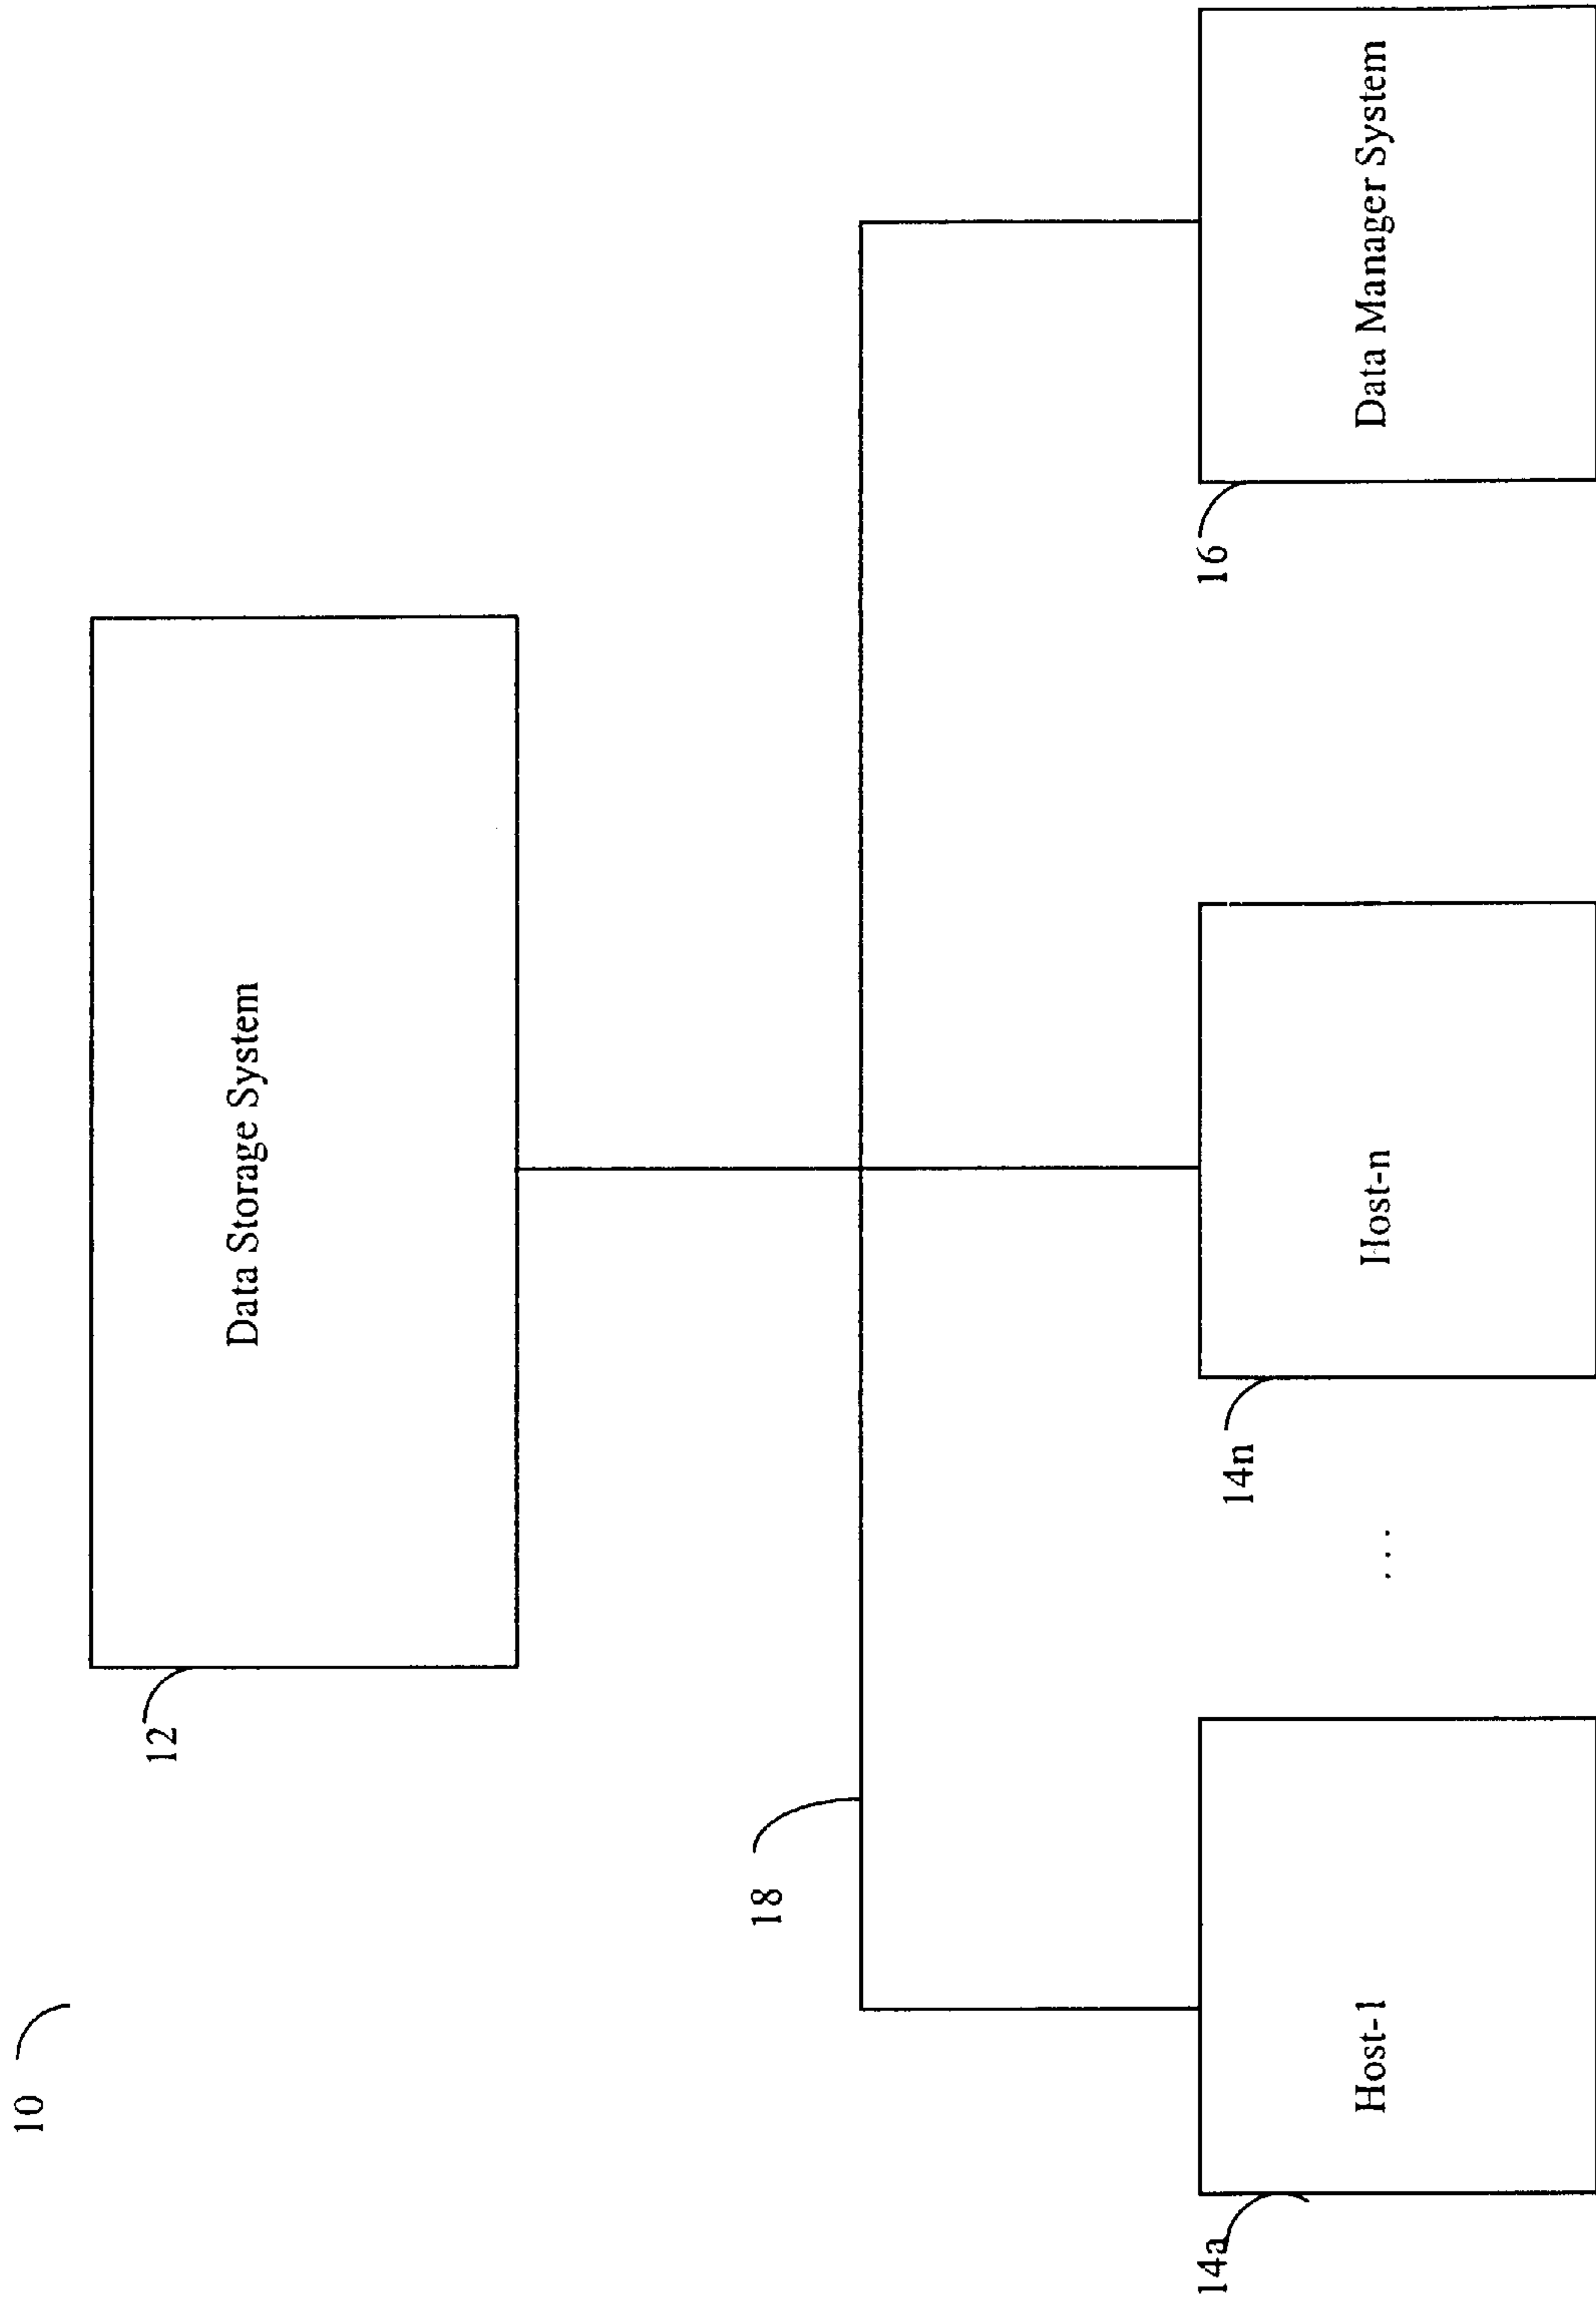 10
12
Data Storage System
18
14a
Host-1
...
14n
Host-n
16
Data Manager System